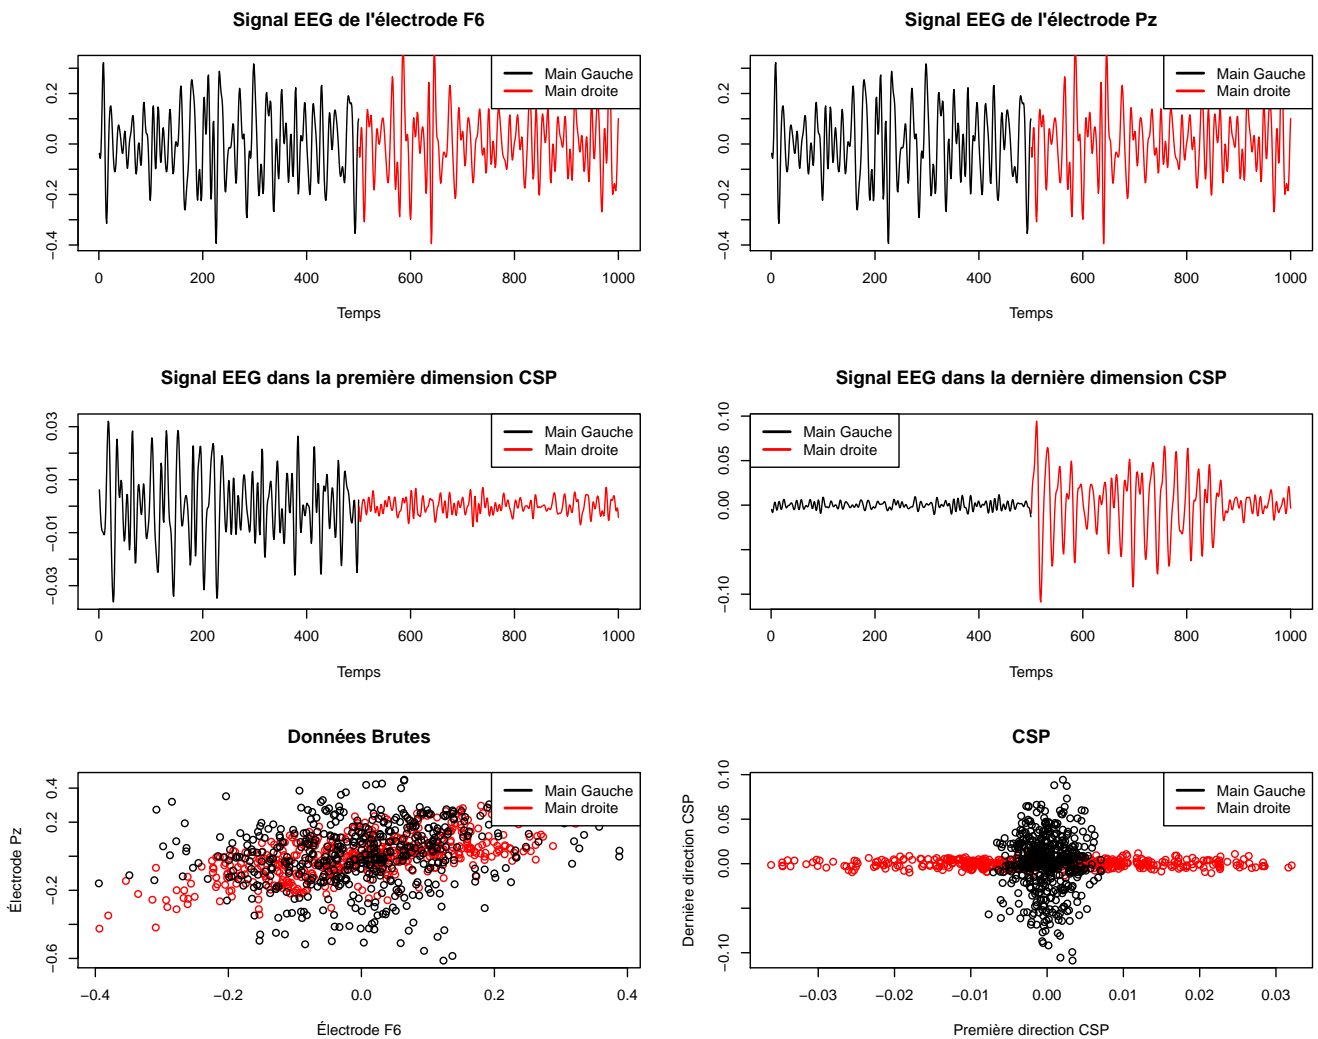 Signal EEG de l'électrode F6
0.2
0.0
−0.2
−0.4
Main Gauche
Main droite
0
200
400
600
800
1000
Temps
Signal EEG de l'électrode Pz
0.2
0.0
−0.2
−0.4
Main Gauche
Main droite
0
200
400
600
800
1000
Temps
Signal EEG dans la première dimension CSP
0.03
0.01
−0.01
−0.03
Main Gauche
Main droite
0
200
400
600
800
1000
Temps
Signal EEG dans la dernière dimension CSP
0.10
0.05
0.00
−0.10
Main Gauche
Main droite
0
200
400
600
800
1000
Temps
Données Brutes
Électrode Pz
0.4
0.2
−0.2
−0.6
Main Gauche
Main droite
−0.4
−0.2
0.0
0.2
0.4
Électrode F6
CSP
Dernière direction CSP
0.10
0.05
0.00
−0.10
Main Gauche
Main droite
−0.03
−0.02
−0.01
0.00
0.01
0.02
0.03
Première direction CSP